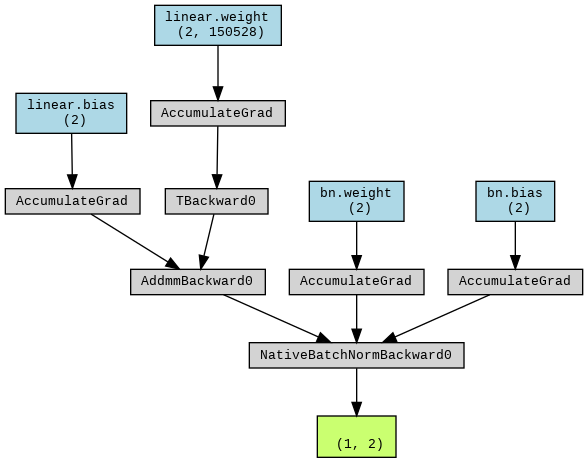 linear.weight
(2, 150528)
linear.bias
(2)
AccumulateGrad
AccumulateGrad
TBackward0
bn.weight
(2)
bn.bias
(2)
AddmmBackward0
AccumulateGrad
AccumulateGrad
NativeBatchNormBackward0
(1, 2)